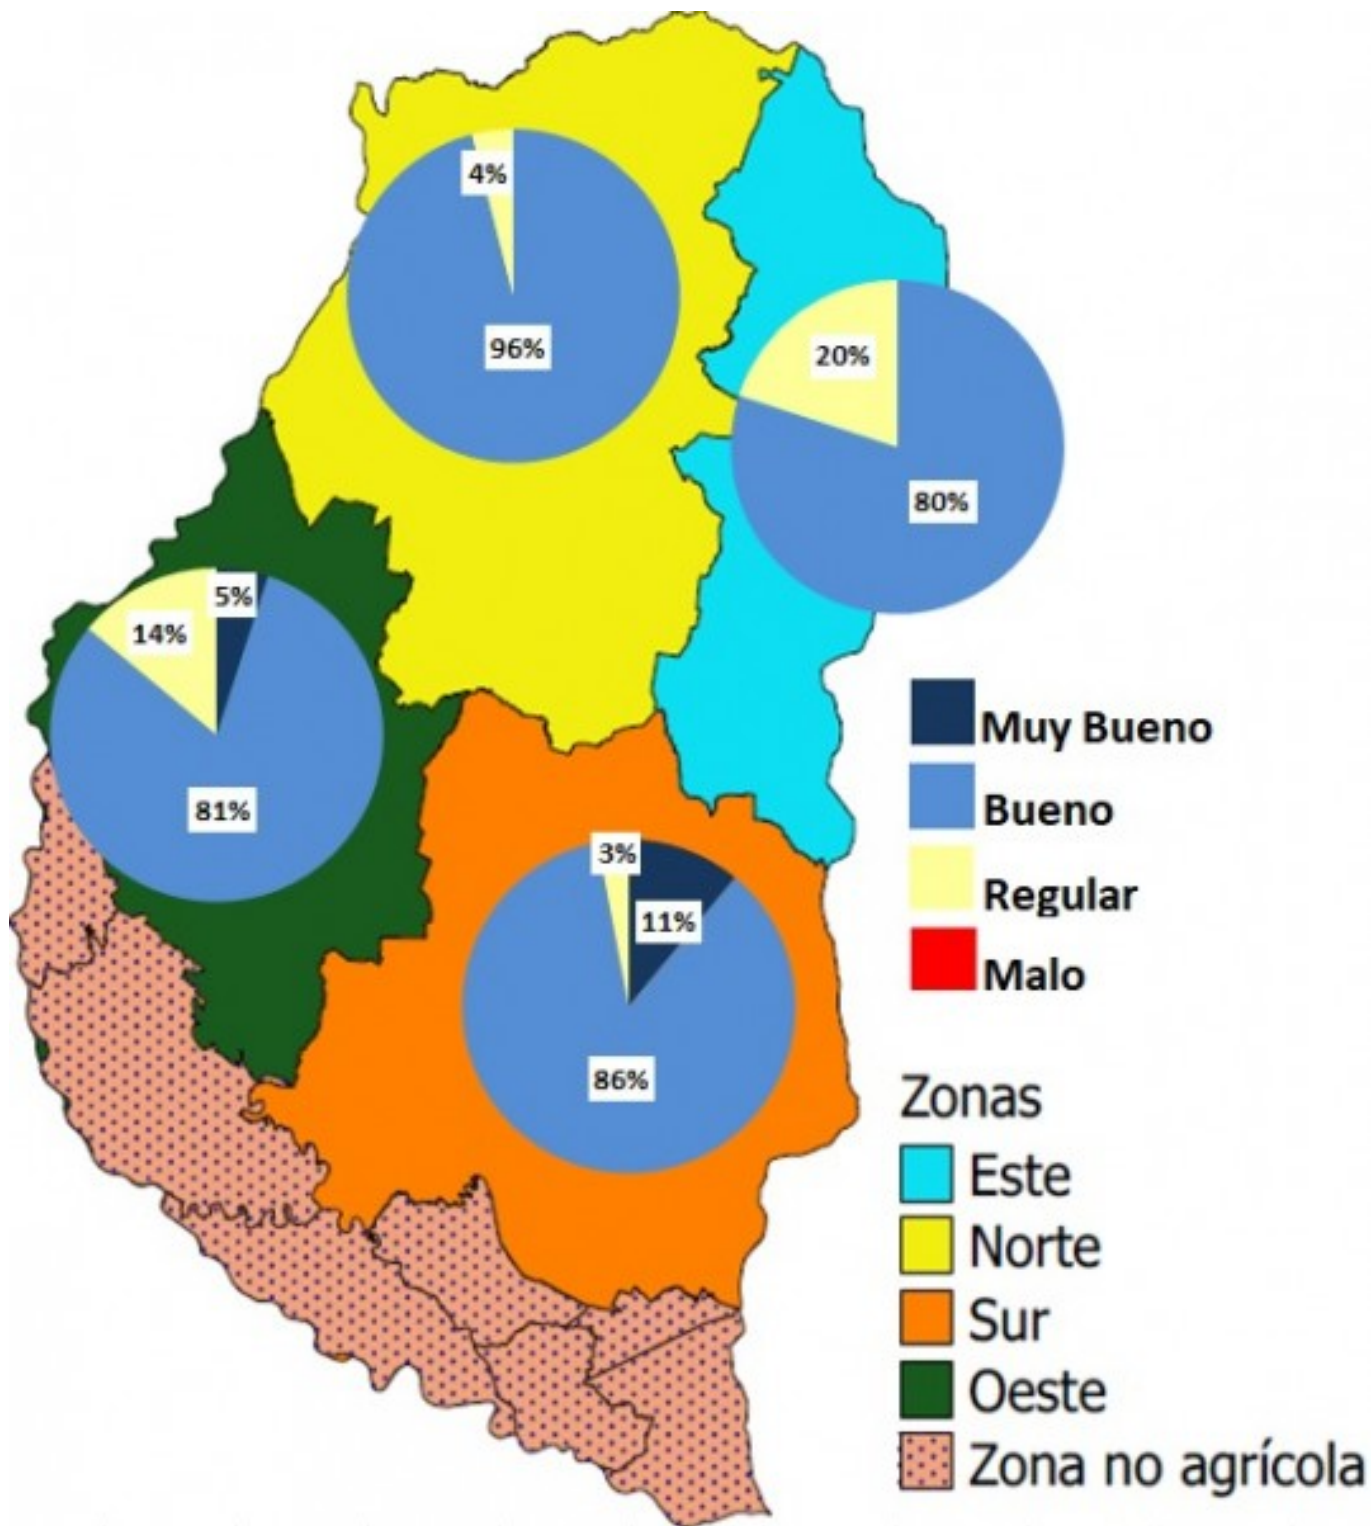 4%
96%
20%
80%
5%
14%
81%
3%
11%
86%
Muy Bueno
Bueno
Regular
Malo
Zonas
Este
Norte
Sur
Oeste
Zona no agrícola